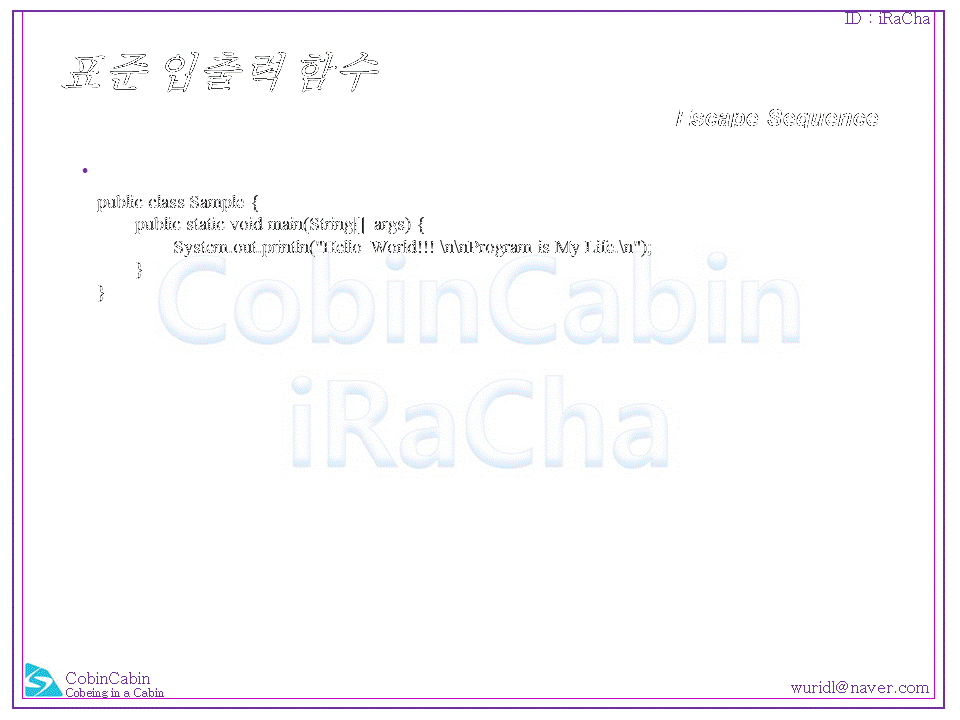 ID : iRaCha
표준 입출력 함수
Escape Sequence
•
public class Sample {
public static void main(String[] args) {
System.out.println("Hello World!!! \n\nProgram is My Life.\n");
}
}
CobinCabin
iRaCha
CobinCabin
Cobeing in a Cabin
wuridl@naver.com